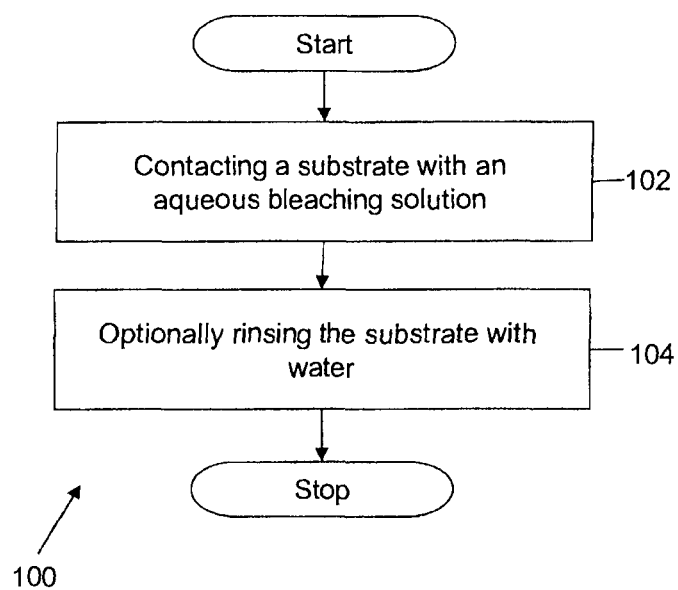 Start
Contacting a substrate with an
aqueous bleaching solution
102
Optionally rinsing the substrate with
water
104
Stop
100